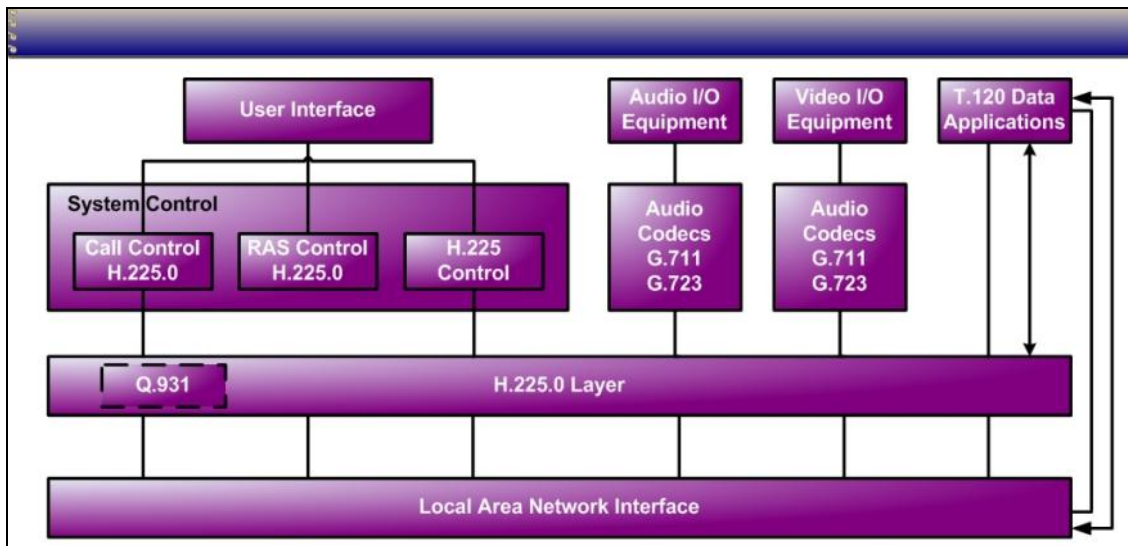 User Interface
Audio I/O
Equipment
Video I/O
Equipment
T.120 Data
Applications
System Control
Call Control
H.225.0
RAS Control
H.225.0
H.225
Control
Audio
Codecs
G.711
G.723
Audio
Codecs
G.711
G.723
Q.931
H.225.0 Layer
Local Area Network Interface